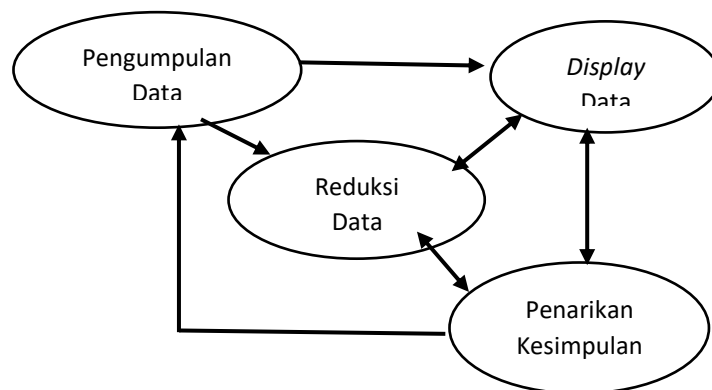 Pengumpulan
Data
Display
Data
Reduksi
Data
Penarikan
Kesimpulan